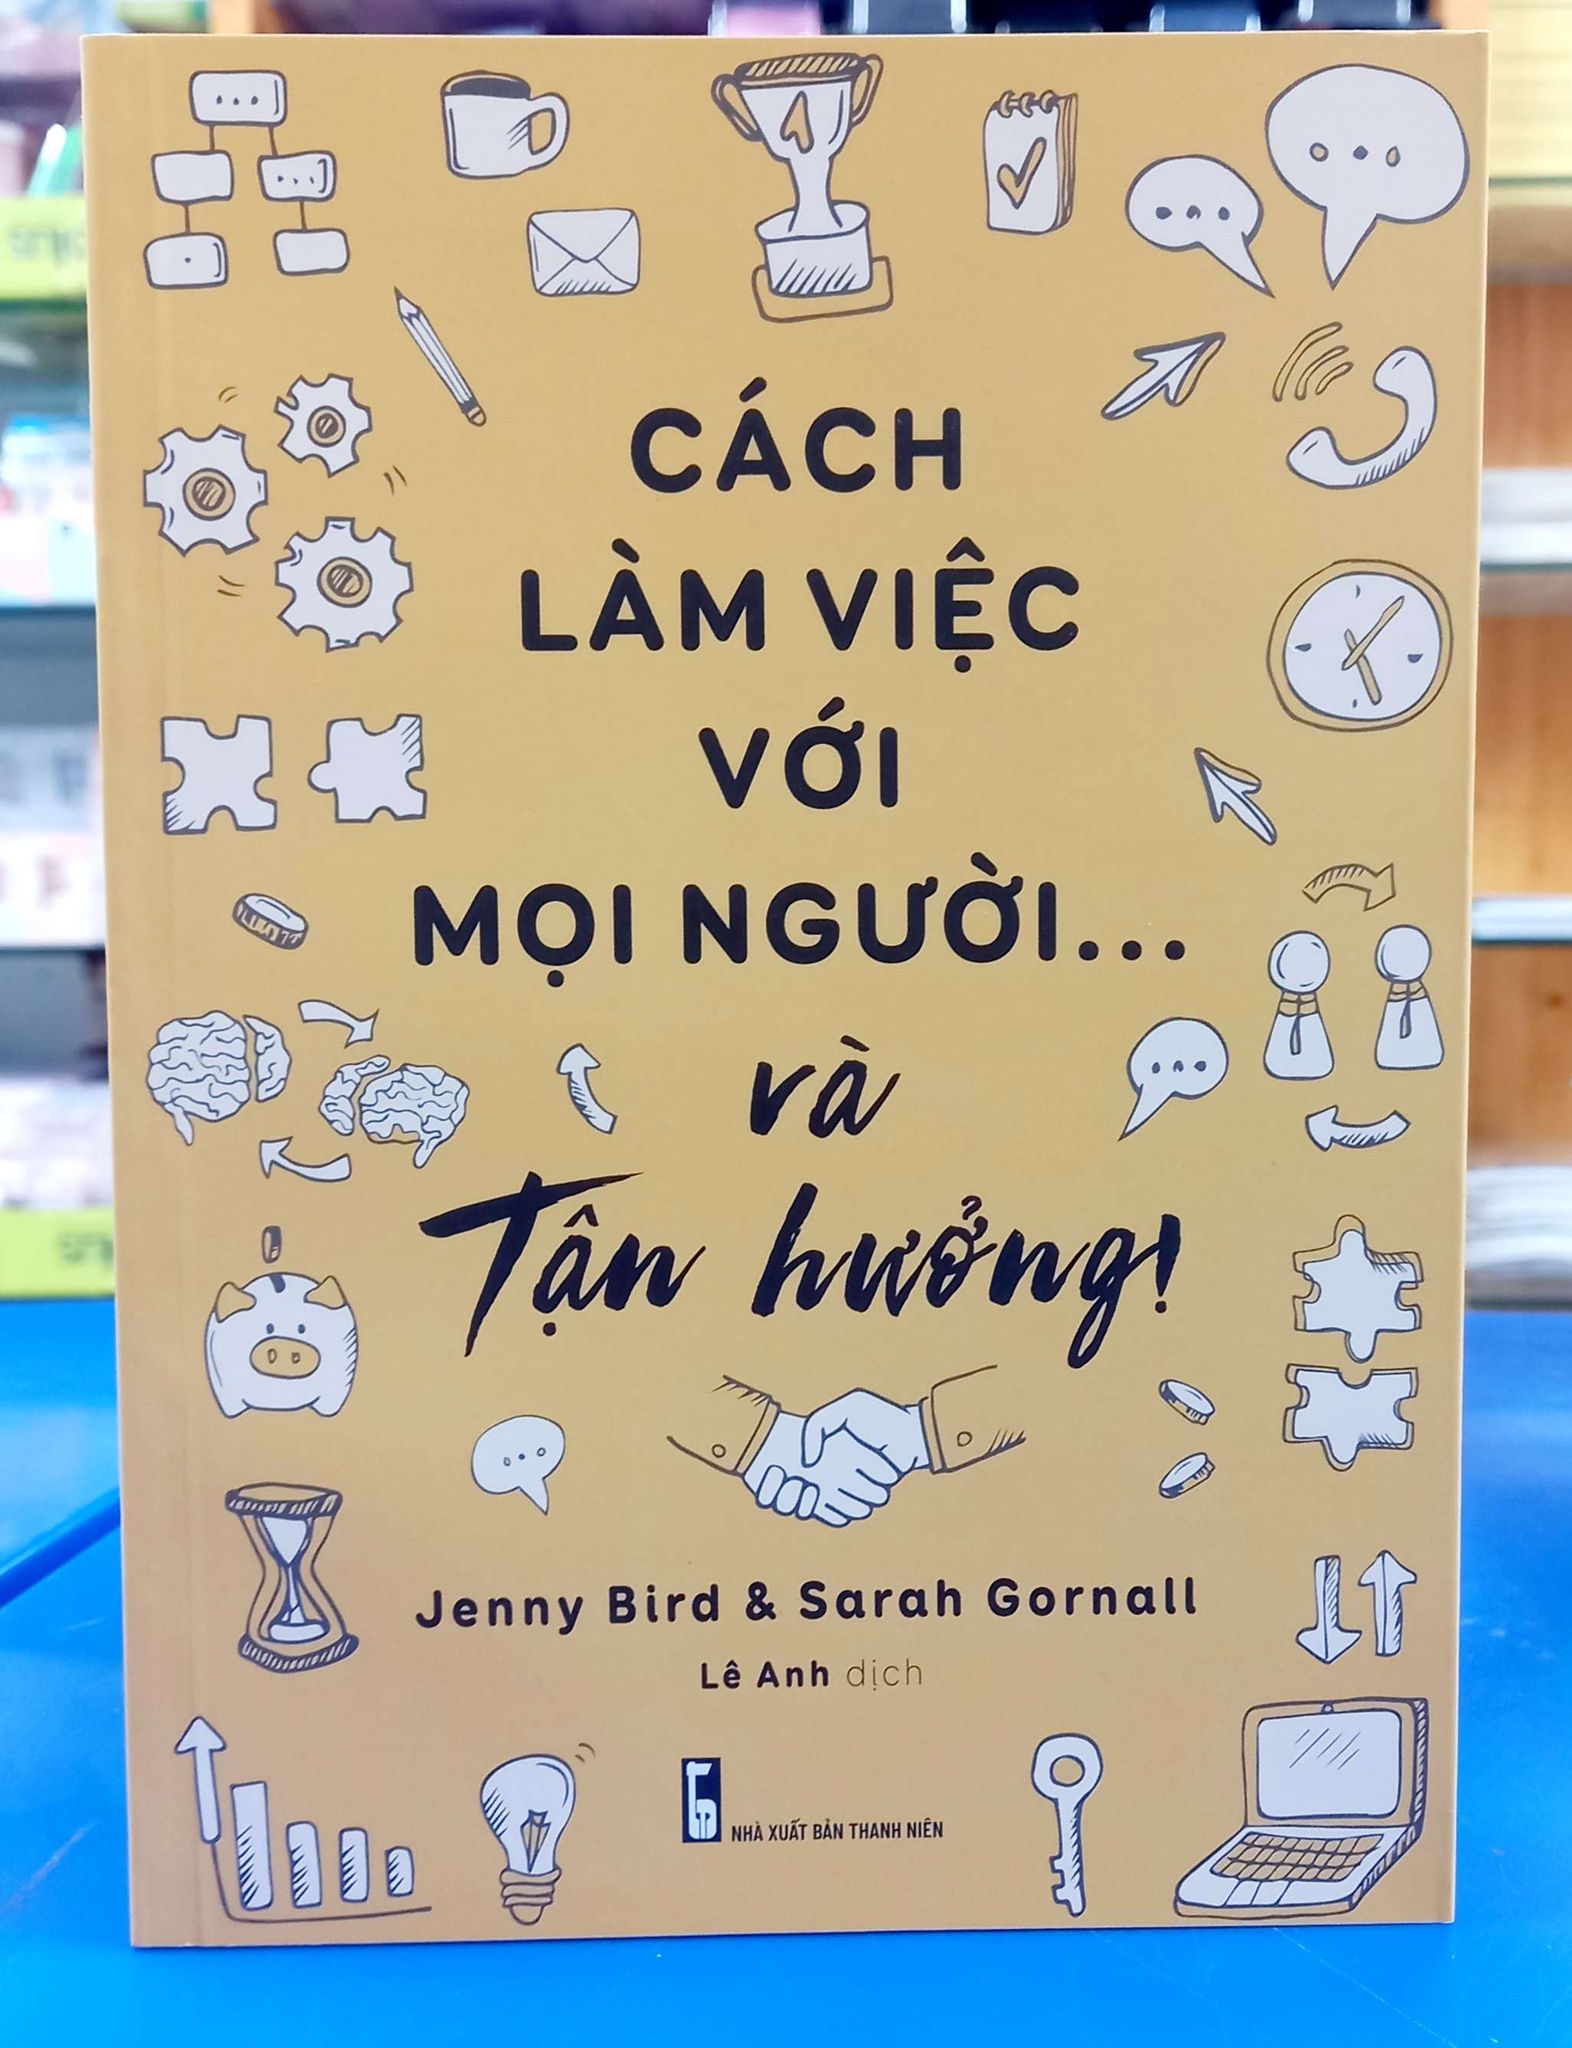 CÁCH
LÀM VIỆC
VỚI
MỌI NGƯỜI...
và
Tận hưởng!
Jenny Bird & Sarah Gornall
Lê Anh dịch
NHÀ XUẤT BẢN THANH NIÊN